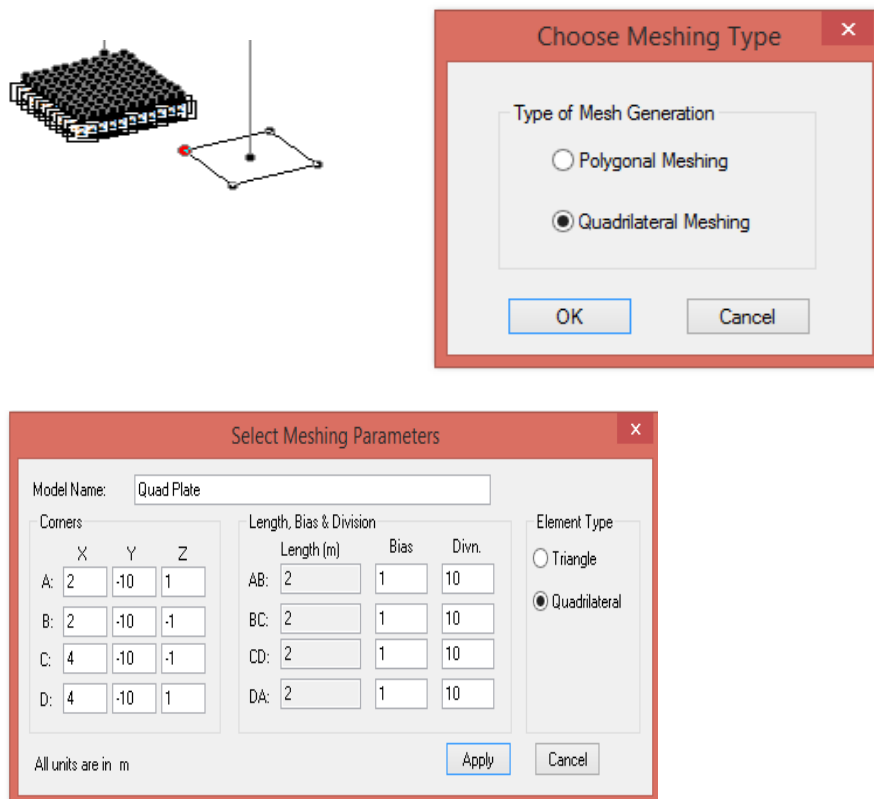 Choose Meshing Type
x
Type of Mesh Generation
Polygonal Meshing
Quadrilateral Meshing
OK Cancel
Select Meshing Parameters
x
Model Name: Quad Plate
Corners
X Y Z
A: 2 -10 1
B: 2 -10 -1
C: 4 -10 -1
D: 4 -10 1
Length, Bias & Division
Length (m) Bias Divn.
AB: 2 1 10
BC: 2 1 10
CD: 2 1 10
DA: 2 1 10
Element Type
Triangle
Quadrilateral
All units are in m
Apply Cancel